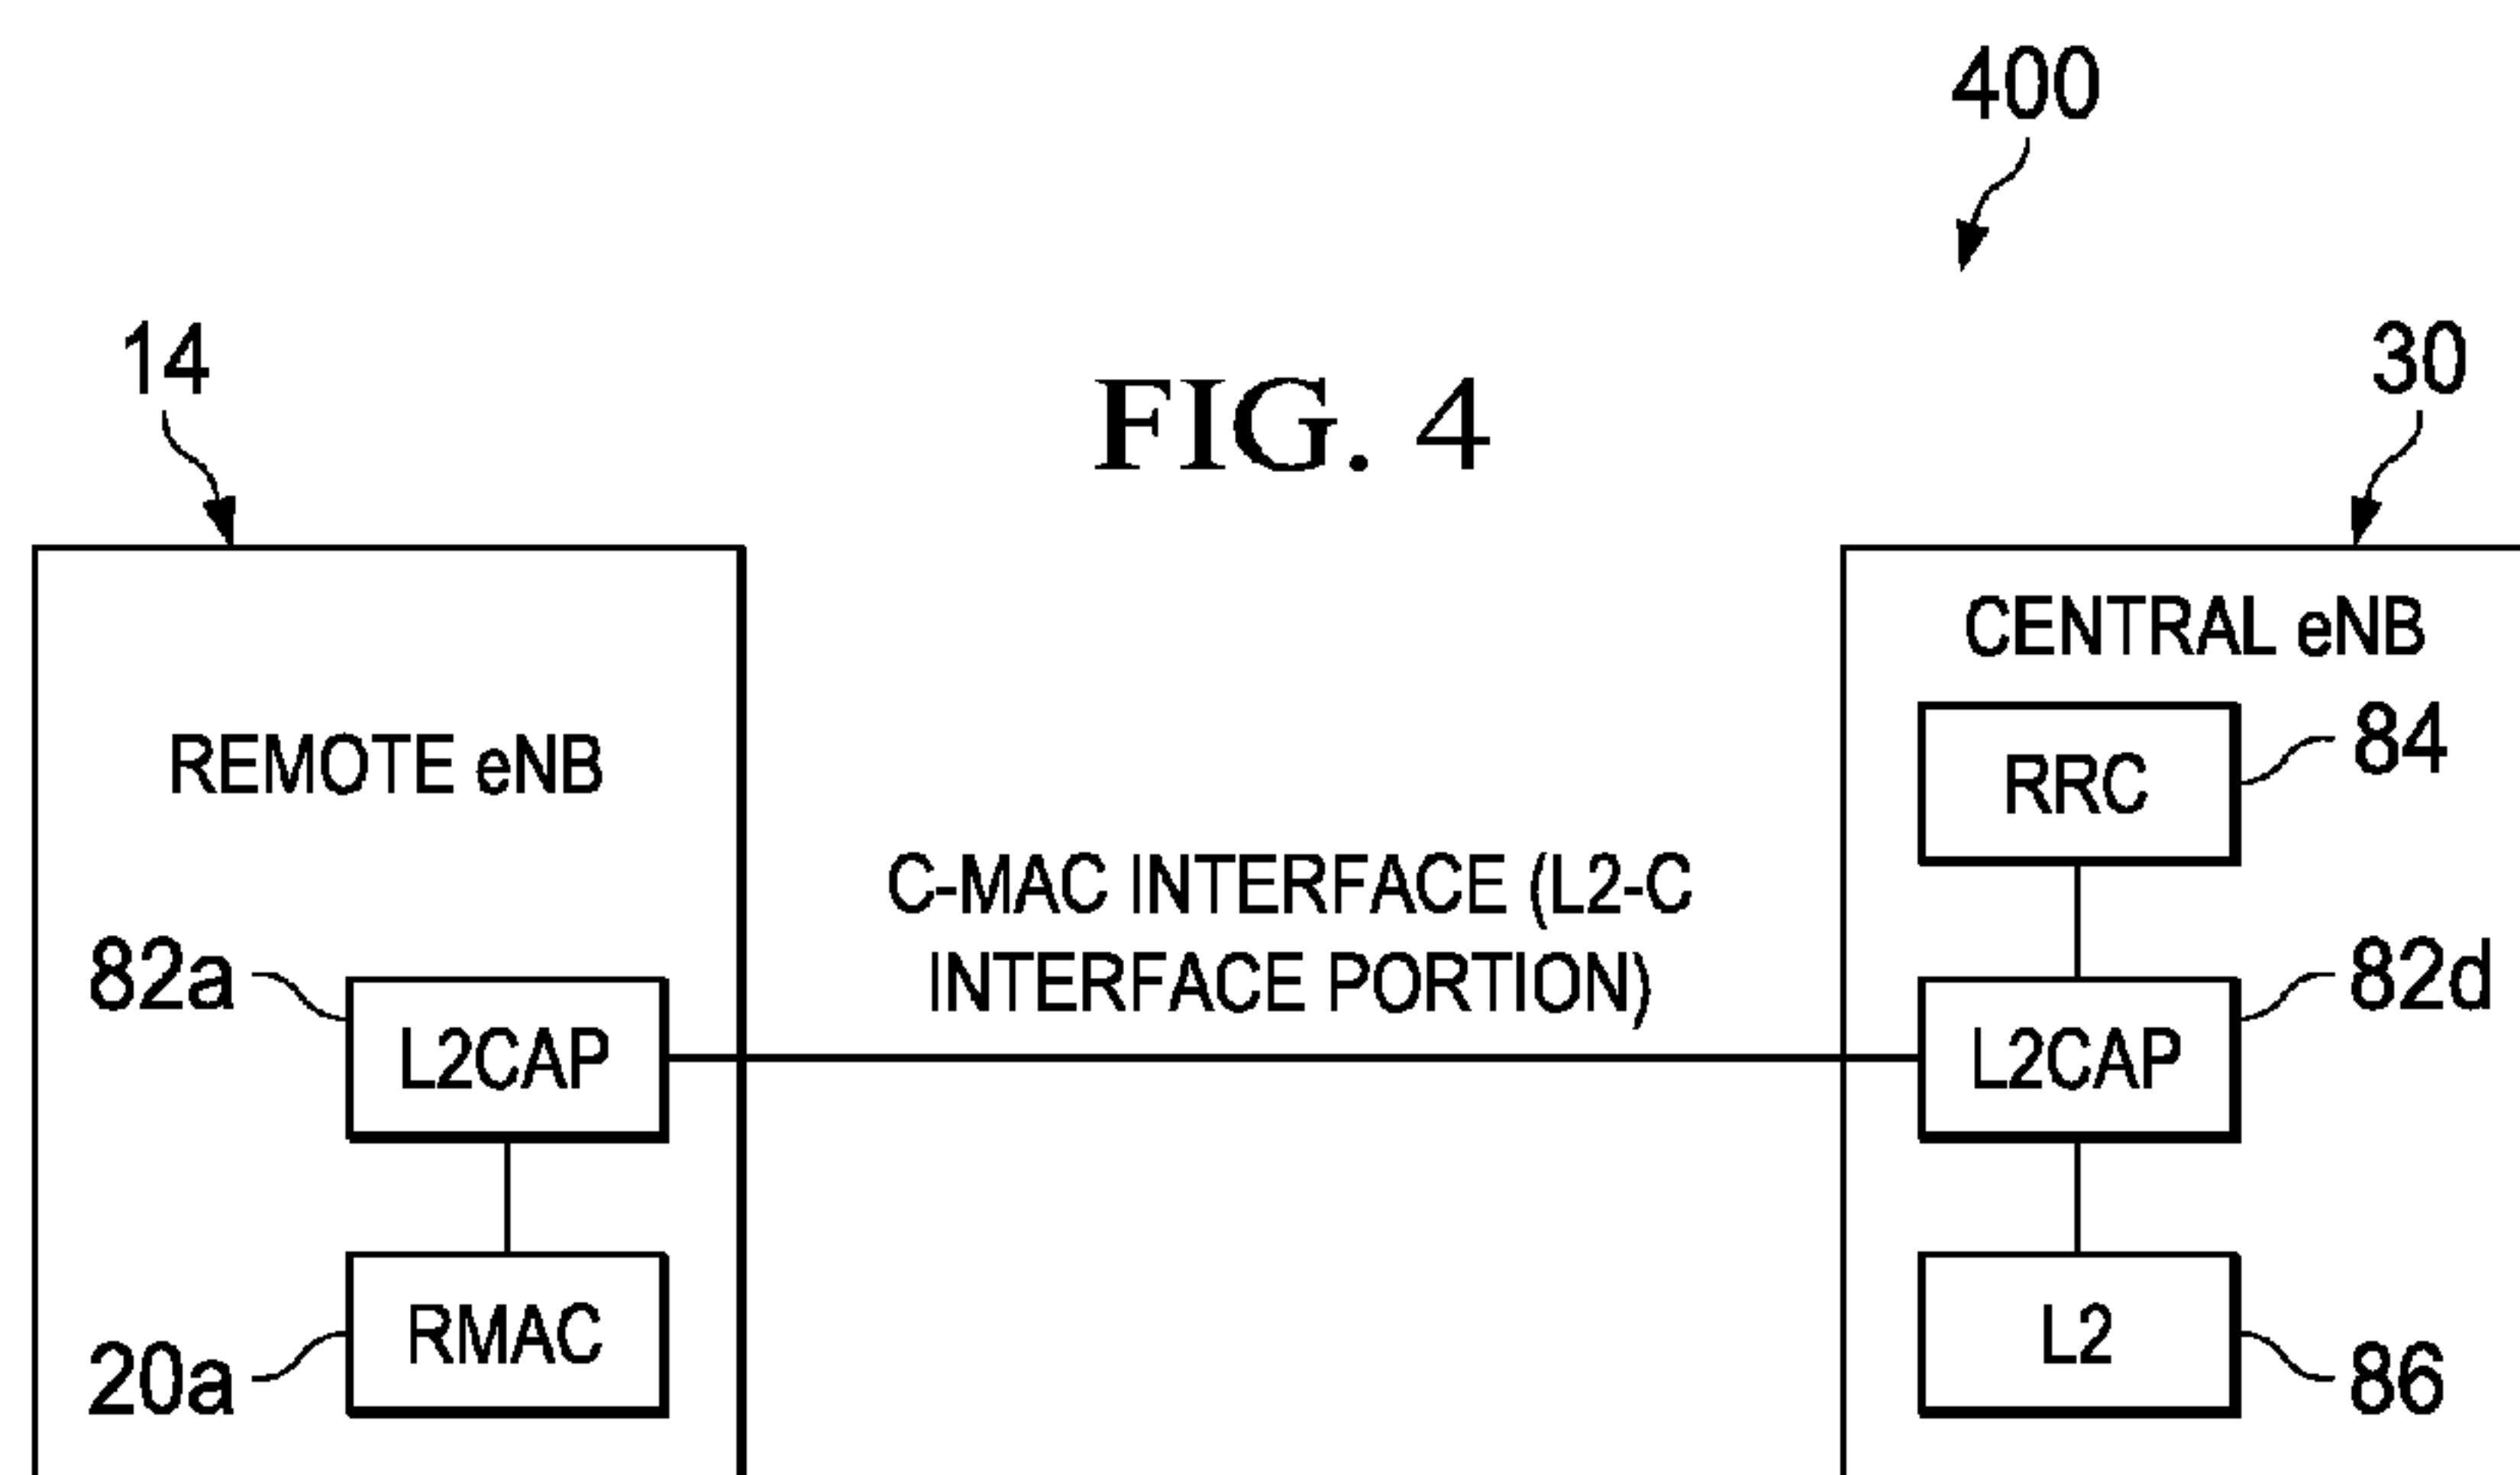 400
14
FIG. 4
30
CENTRAL eNB
REMOTE eNB
RRC
84
C-MAC INTERFACE (L2-C
INTERFACE PORTION)
82a
L2CAP
L2CAP
82d
RMAC
20a
L2
86